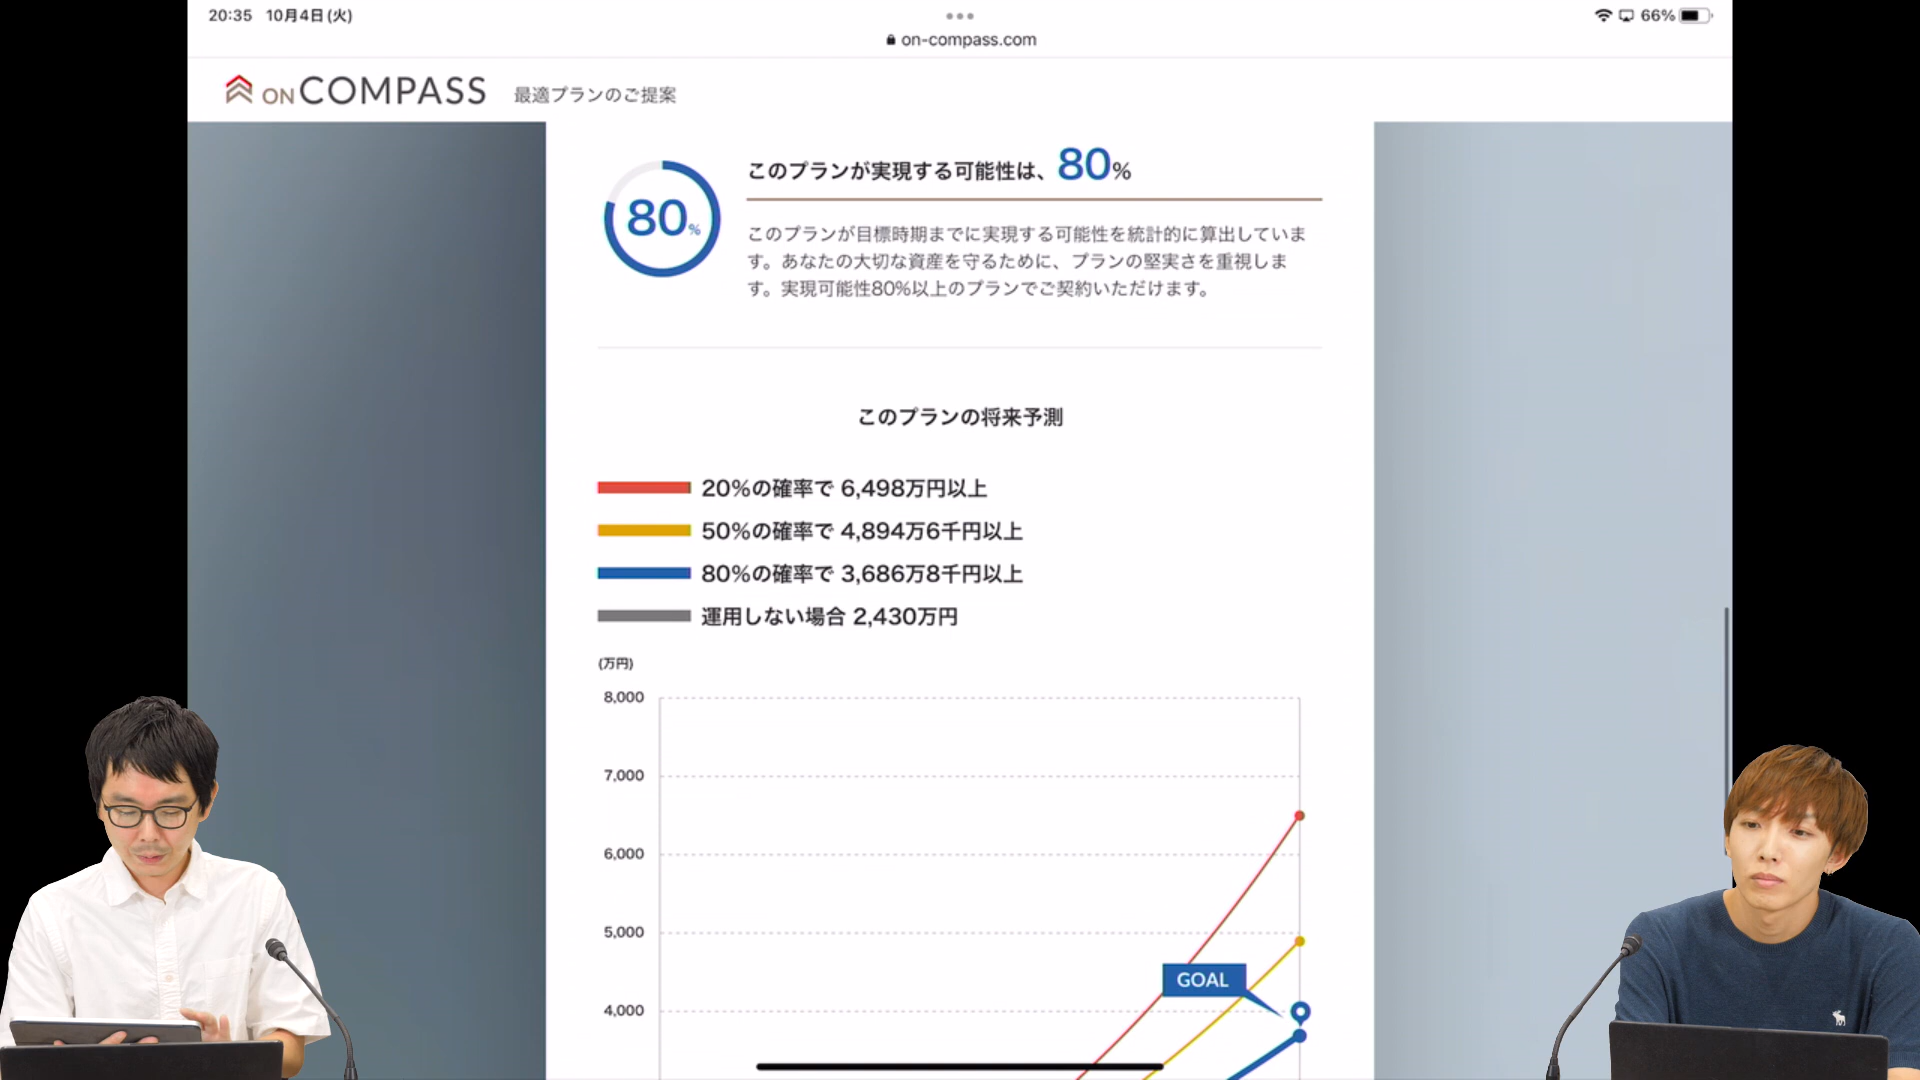 20:35 10月4日(火)
66%
on-compass.com
ON COMPASS 最適プランのご提案
80%
このプランが実現する可能性は、80%
このプランが目標時期までに実現する可能性を統計的に算出していま
す。あなたの大切な資産を守るために、プランの堅実さを重視しま
す。実現可能性80%以上のプランでご契約いただけます。
このプランの将来予測
20%の確率で 6,498万円以上
50%の確率で 4,894万6千円以上
80%の確率で 3,686万8千円以上
運用しない場合 2,430万円
(万円)
8,000
7,000
6,000
5,000
GOAL
4,000